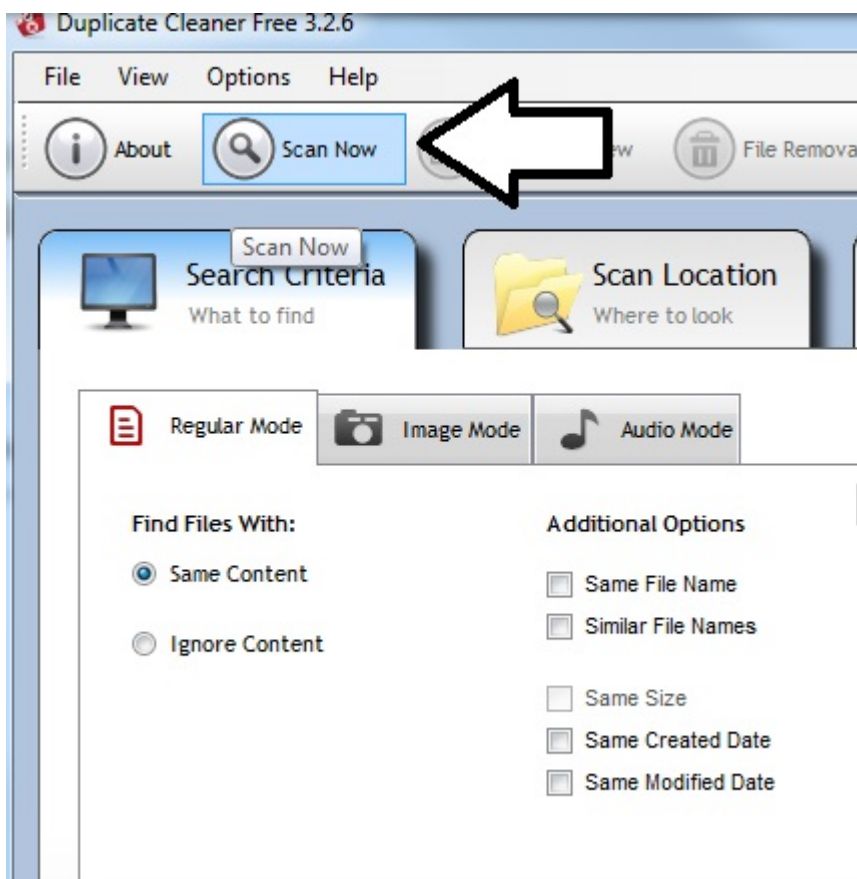 Duplicate Cleaner Free 3.2.6
File View Options Help
About Scan Now File Remova
Scan Now
Search Criteria Scan Location
What to find Where to look
Regular Mode Image Mode Audio Mode
Find Files With: Additional Options
Same Content Same File Name
Similar File Names
Ignore Content
Same Size
Same Created Date
Same Modified Date